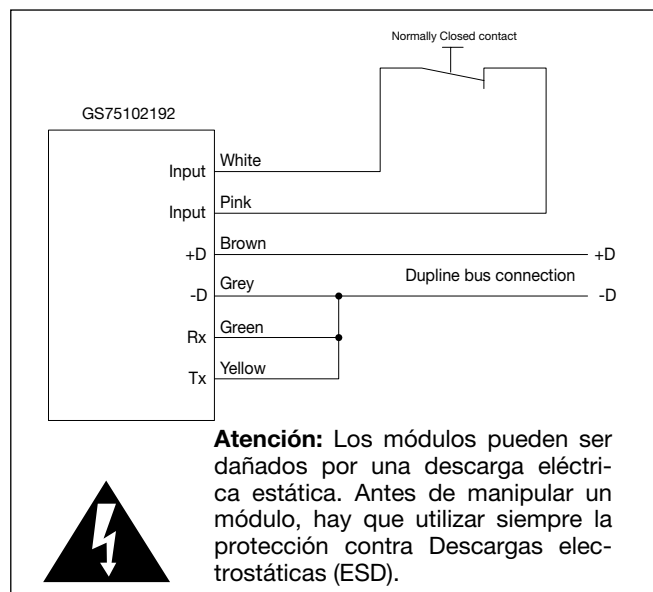 Normally Closed contact
GS75102192
Input White
Input Pink
+D Brown +D
Dupline bus connection
-D Grey -D
Rx Green
Tx Yellow
Atención: Los módulos pueden ser
dañados por una descarga eléctri-
ca estática. Antes de manipular un
módulo, hay que utilizar siempre la
protección contra Descargas elec-
trostáticas (ESD).